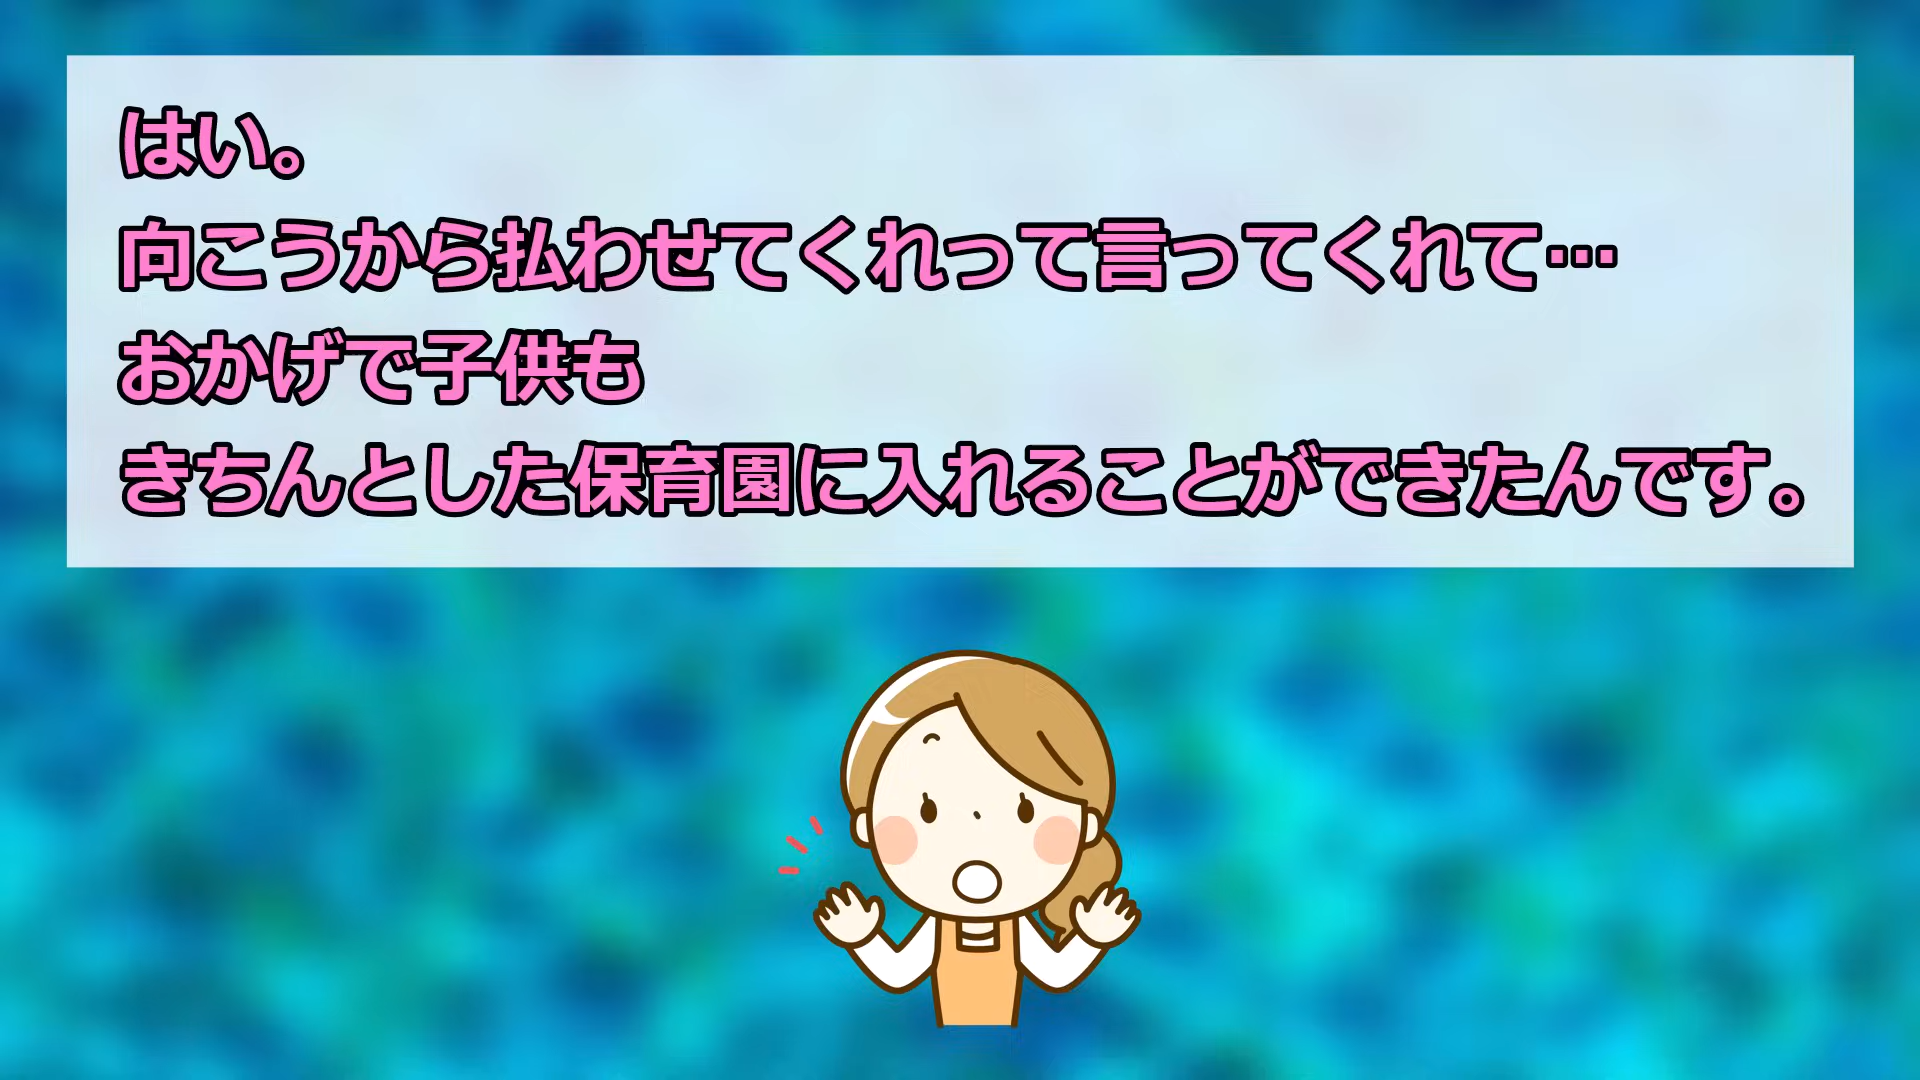 はい。
向こうから払わせてくれって言ってくれて…
おかげで子供も
きちんとした保育園に入れることができたんです。